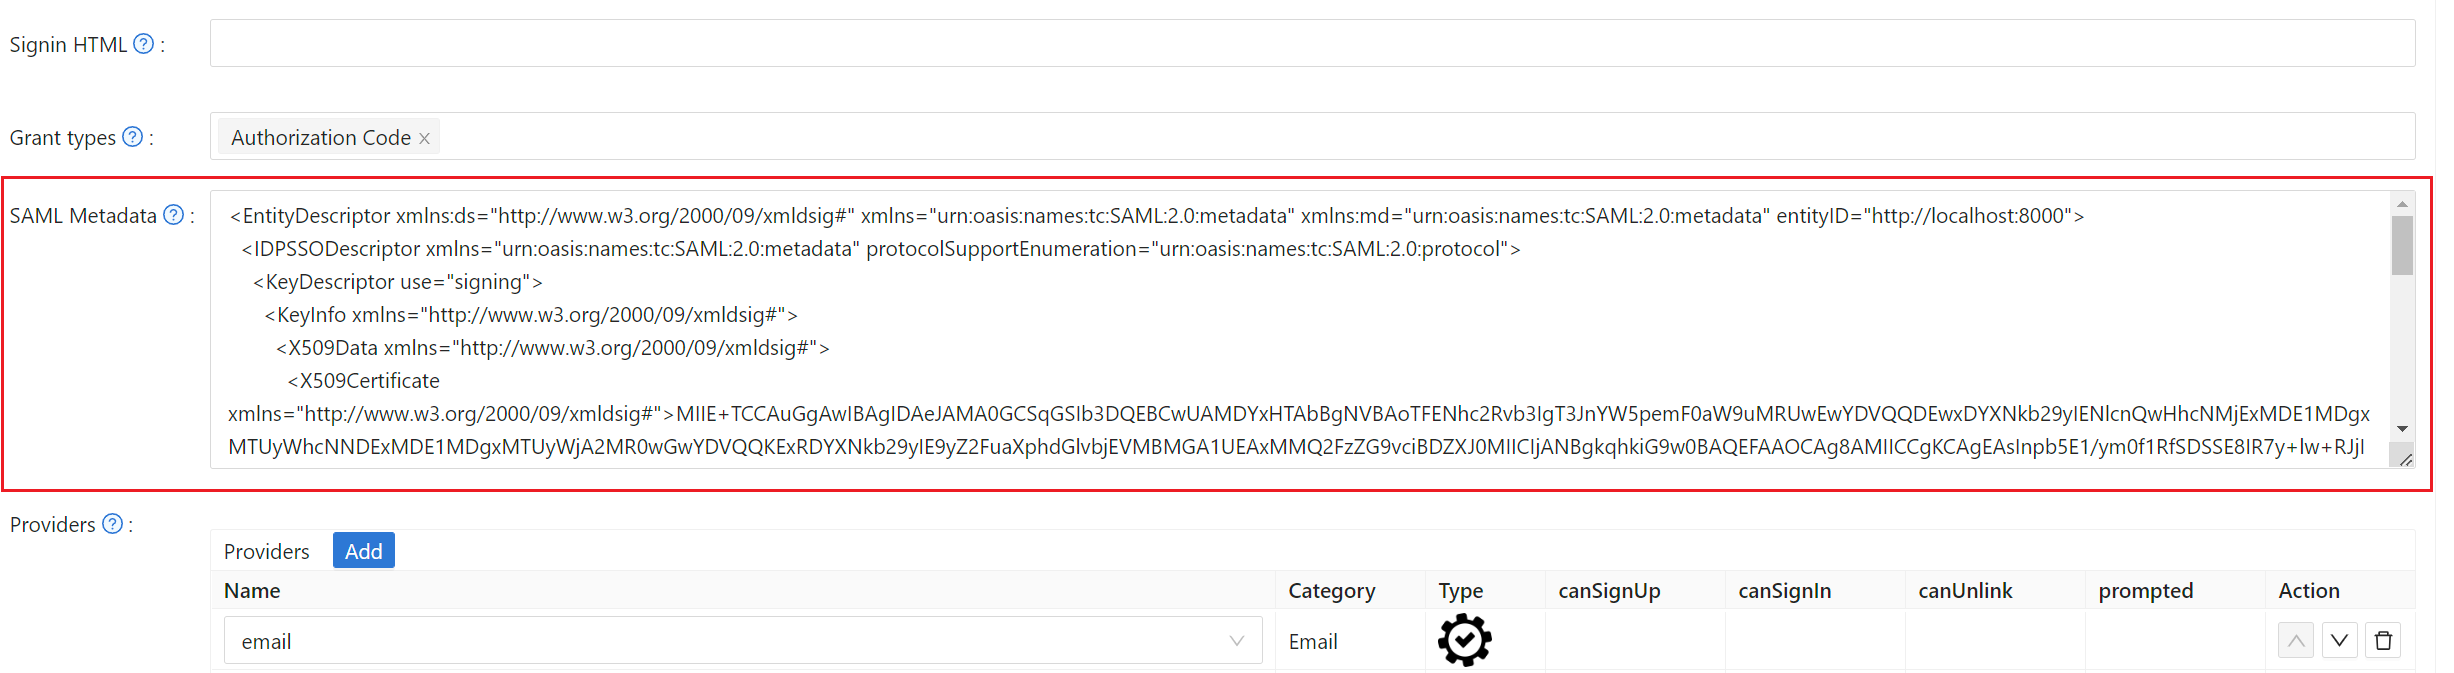 Signin HTML ? :
Grant types ? :
Authorization Code ×
SAML Metadata ? :
<EntityDescriptor xmlns:ds="http://www.w3.org/2000/09/xmldsig#" xmlns="urn:oasis:names:tc:SAML:2.0:metadata" xmlns:md="urn:oasis:names:tc:SAML:2.0:metadata" entityID="http://localhost:8000">
<IDPSSODescriptor xmlns="urn:oasis:names:tc:SAML:2.0:metadata" protocolSupportEnumeration="urn:oasis:names:tc:SAML:2.0:protocol">
<KeyDescriptor use="signing">
<KeyInfo xmlns="http://www.w3.org/2000/09/xmldsig#">
<X509Data xmlns="http://www.w3.org/2000/09/xmldsig#">
<X509Certificate
xmlns="http://www.w3.org/2000/09/xmldsig#">MIIE+TCCAuGgAwIBAgIDAeJAMA0GCSqGSIb3DQEBCwUAMDYxHTAbBgNVBAoTFENhc2Rvb3IgT3JnYW5pemF0aW9uMRUwEwYDVQQDEwxDYXNkb29yIENlcnQwHhcNMjExMDE1MDgx
MTUyWhcNNDExMDE1MDgxMTUyWjA2MR0wGwYDVQQKExRDYXNkb29yIE9yZ2FuaXphdGlvbjEVMBMGA1UEAxMMQ2FzZG9vciBDZXJ0MIICIjANBgkqhkiG9w0BAQEFAAOCAg8AMIICCgKCAgEAsInpb5E1/ym0f1RfSDSSE8IR7y+lw+RJjI
Providers ? :
Providers Add
Name Category Type canSignUp canSignIn canUnlink prompted Action
email Email